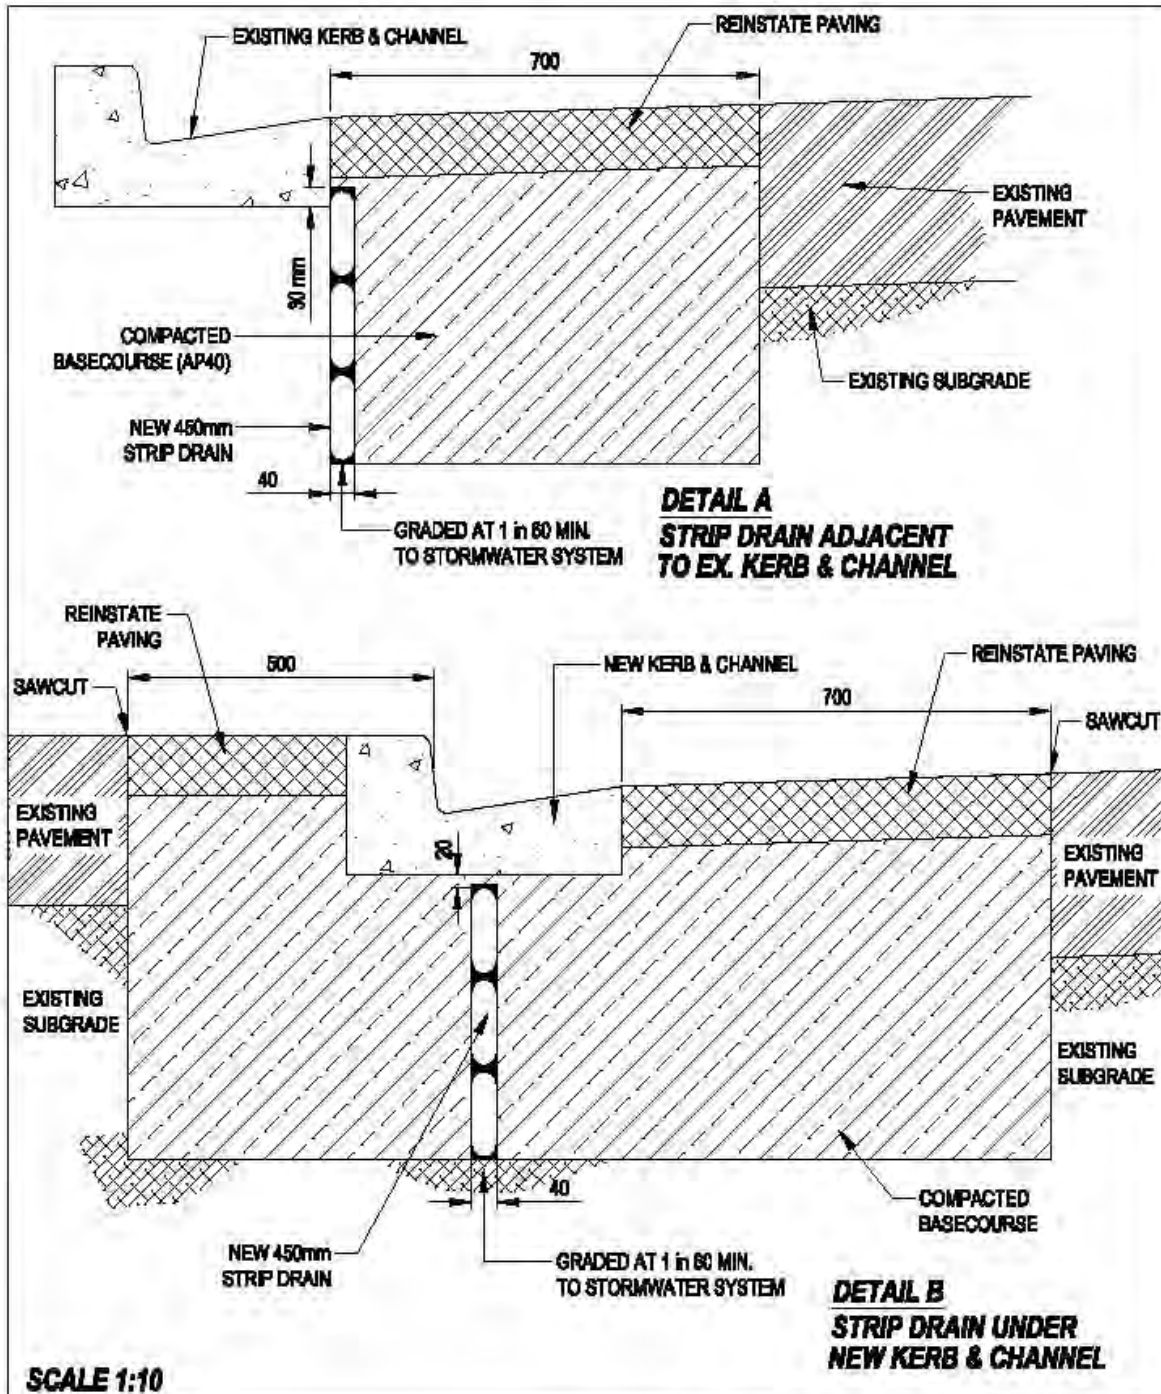 EXISTING KERB & CHANNEL
REINSTATE PAVING
700
EXISTING
PAVEMENT
30 mm
COMPACTED
BASECOURSE (AP40)
EXISTING SUBGRADE
NEW 450mm
STRIP DRAIN
40
GRADED AT 1 in 60 MIN.
TO STORMWATER SYSTEM
DETAIL A
STRIP DRAIN ADJACENT
TO EX. KERB & CHANNEL
REINSTATE
PAVING
500
NEW KERB & CHANNEL
REINSTATE PAVING
SAWCUT
700
SAWCUT
EXISTING
PAVEMENT
20
EXISTING
PAVEMENT
EXISTING
SUBGRADE
EXISTING
SUBGRADE
40
COMPACTED
BASECOURSE
NEW 450mm
STRIP DRAIN
GRADED AT 1 in 60 MIN.
TO STORMWATER SYSTEM
DETAIL B
STRIP DRAIN UNDER
NEW KERB & CHANNEL
SCALE 1:10